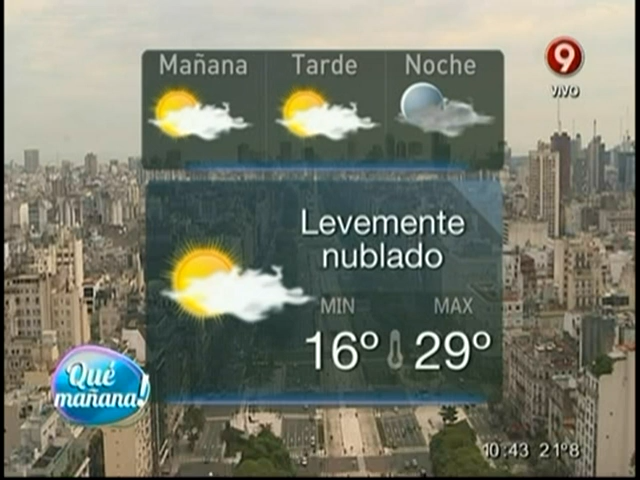 Mañana Tarde Noche
9
VIVO
Levemente
nublado
MIN MAX
16º 29º
Qué
mañana!
10:43 21º8